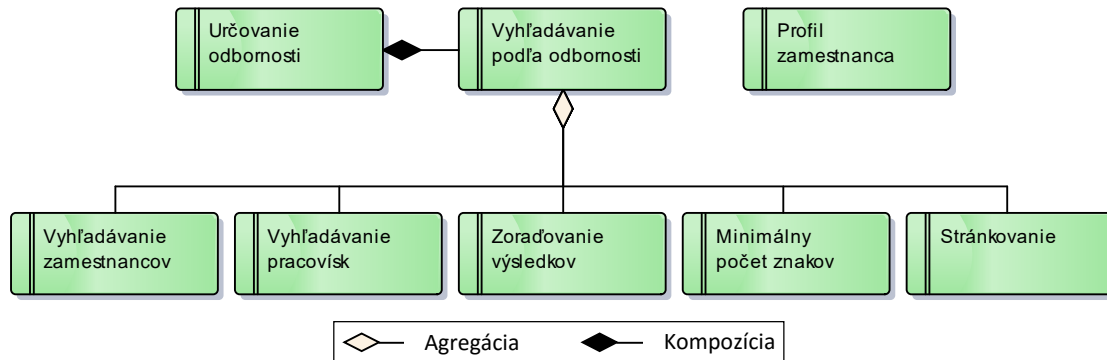 Určovanie
odbornosti
Vyhľadávanie
podľa odbornosti
Profil
zamestnanca
Vyhľadávanie
zamestnancov
Vyhľadávanie
pracovísk
Zoraďovanie
výsledkov
Minimálny
počet znakov
Stránkovanie
Agregácia
Kompozícia